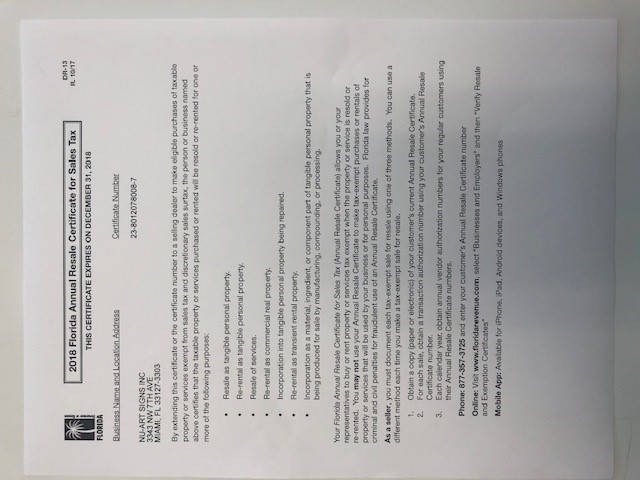 2018 Florida Annual Resale Certificate for Sales Tax
DR-13
R. 10/17
THIS CERTIFICATE EXPIRES ON DECEMBER 31, 2018
FLORIDA
Business Name and Location Address
Certificate Number
NU-ART SIGNS INC
3343 NW 7TH AVE
MIAMI, FL 33127-3303
23-8012078008-7
By extending this certificate or the certificate number to a selling dealer to make eligible purchases of taxable
property or services exempt from sales tax and discretionary sales surtax, the person or business named
above certifies that the taxable property or services purchased or rented will be resold or re-rented for one or
more of the following purposes:
• Resale as tangible personal property.
• Re-rental as tangible personal property.
• Resale of services.
• Re-rental as commercial real property.
• Incorporation into tangible personal property being repaired.
• Re-rental as transient rental property.
• Incorporation as a material, ingredient, or component part of tangible personal property that is
being produced for sale by manufacturing, compounding, or processing.
Your Florida Annual Resale Certificate for Sales Tax (Annual Resale Certificate) allows you or your
representatives to buy or rent property or services tax exempt when the property or service is resold or
re-rented. You may not use your Annual Resale Certificate to make tax-exempt purchases or rentals of
property or services that will be used by your business or for personal purposes. Florida law provides for
criminal and civil penalties for fraudulent use of an Annual Resale Certificate.
As a seller, you must document each tax-exempt sale for resale using one of three methods. You can use a
different method each time you make a tax-exempt sale for resale.
1. Obtain a copy (paper or electronic) of your customer's current Annual Resale Certificate.
2. For each sale, obtain a transaction authorization number using your customer's Annual Resale
Certificate number.
3. Each calendar year, obtain annual vendor authorization numbers for your regular customers using
their Annual Resale Certificate numbers.
Phone: 877-357-3725 and enter your customer's Annual Resale Certificate number
Online: Visit www.floridarevenue.com, select "Businesses and Employers" and then "Verify Resale
and Exemption Certificates"
Mobile App: Available for iPhone, iPad, Android devices, and Windows phones